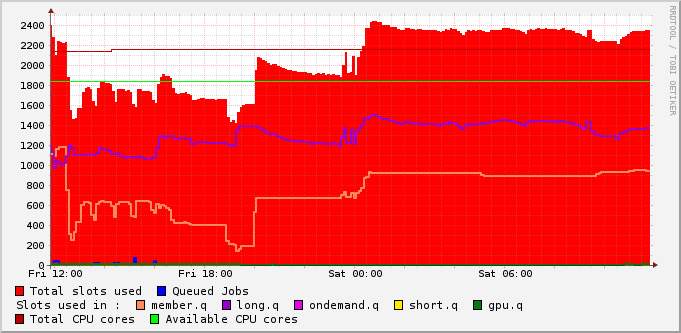 2400
2200
2000
1800
1600
1400
1200
1000
800
600
400
200
0
Fri 12:00 Fri 18:00 Sat 00:00 Sat 06:00
Total slots used Queued Jobs
Slots used in : member.q long.q ondemand.q short.q gpu.q
Total CPU cores Available CPU cores
RRDTOOL / TOBI OETIKER